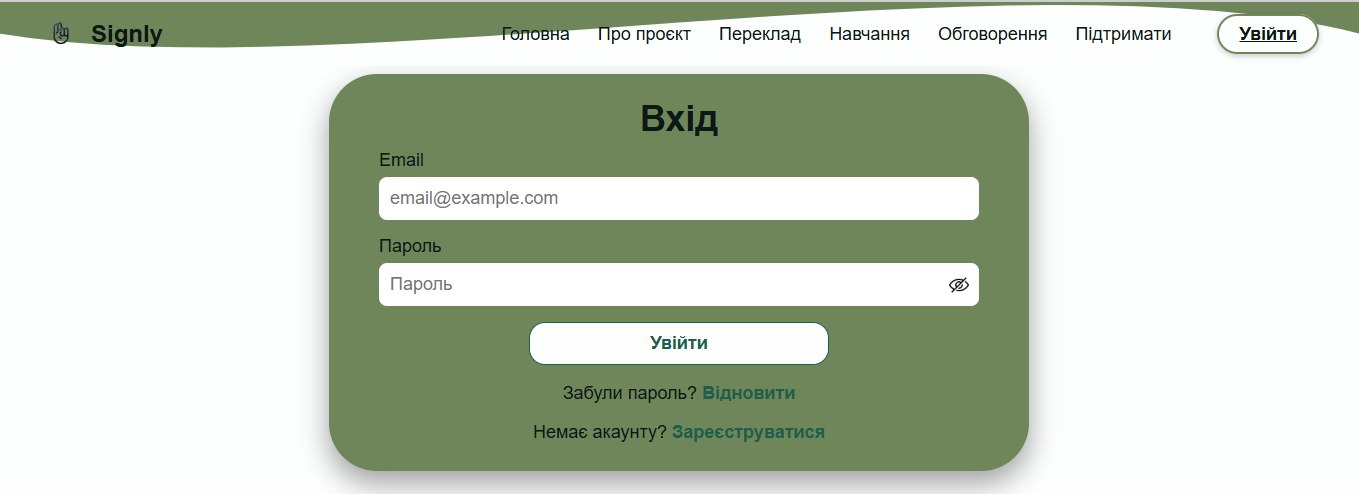 Signly Головна Про проєкт Переклад Навчання Обговорення Підтримати Увійти
Вхід
Email
email@example.com
Пароль
Пароль
Увійти
Забули пароль? Відновити
Немає акаунту? Зареєструватися